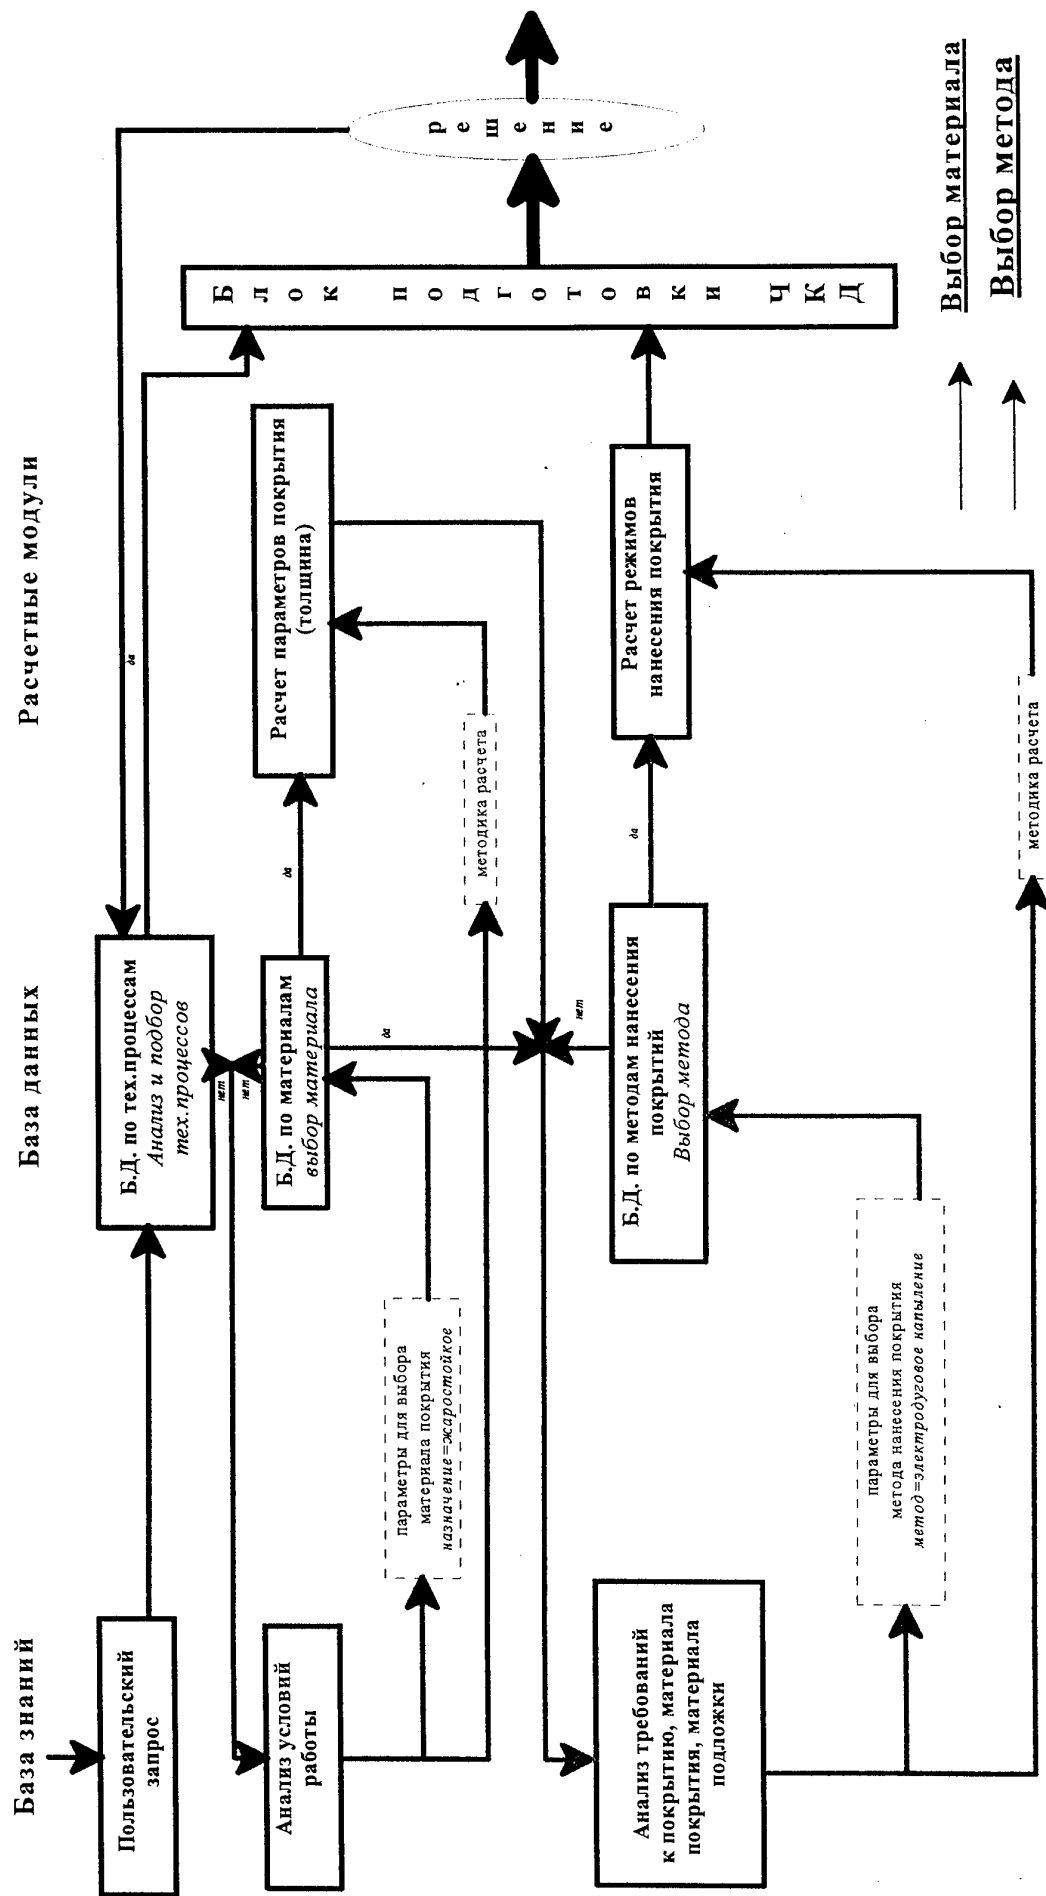 База знаний
База данных
Расчетные модули
Пользовательский
запрос
Б.Д. по тех.процессам
Анализ и подбор
тех.процессов
да
нет
нет
Анализ условий
работы
Б.Д. по материалам
выбор материала
да
Расчет параметров покрытия
(толщина)
параметры для выбора
материала покрытия
назначение=жаростойкое
да
методика расчета
нет
Анализ требований
к покрытию, материала
покрытия, материала
подложки
Б.Д. по методам нанесения
покрытий
Выбор метода
да
Расчет режимов
нанесения покрытия
параметры для выбора
метода нанесения покрытия
метод=электродуговое напыление
методика расчета
Блок подготовки ЧКД
решение
Выбор материала
Выбор метода